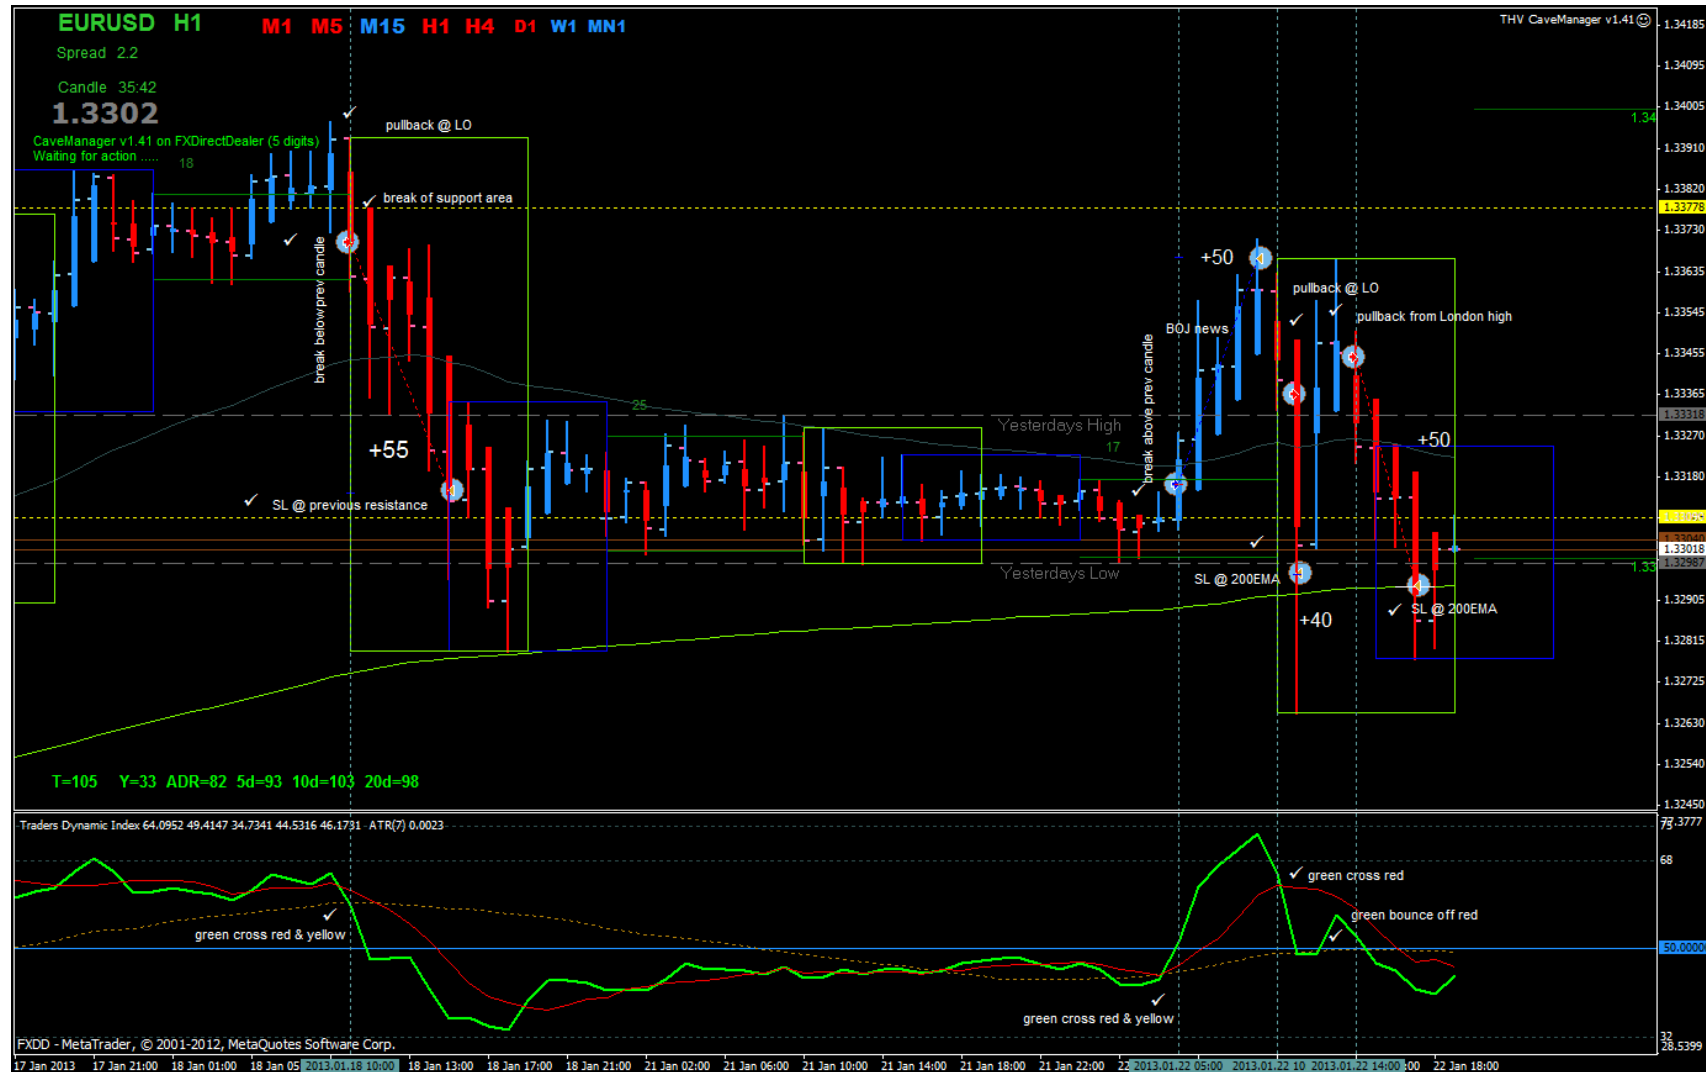 EURUSD H1
M1 M5 M15 H1 H4 D1 W1 MN1
THV CaveManager v1.41
Spread 2.2
Candle 35:42
1.3302
CaveManager v1.41 on FXDirectDealer (5 digits)
Waiting for action .....
18
pullback @ LO
break of support area
break below prev candle
+55
SL @ previous resistance
25
Yesterdays High
Yesterdays Low
17
break above prev candle
BOJ news
+50
pullback @ LO
pullback from London high
+50
SL @ 200EMA
+40
SL @ 200EMA
T=105 Y=33 ADR=82 5d=93 10d=103 20d=98
1.34185
1.34095
1.34005
1.34
1.33910
1.33820
1.33778
1.33730
1.33635
1.33545
1.33455
1.33365
1.33318
1.33270
1.33180
1.33040
1.33018
1.32987
1.33
1.32905
1.32815
1.32725
1.32630
1.32540
1.32450
Traders Dynamic Index 64.0952 49.4147 34.7341 44.5316 46.1731 ATR(7) 0.0023
green cross red & yellow
green cross red & yellow
green cross red
green bounce off red
68
50.0000
32
28.5399
FXDD - MetaTrader, © 2001-2012, MetaQuotes Software Corp.
17 Jan 2013 17 Jan 21:00 18 Jan 01:00 18 Jan 05 2013.01.18 10:00 18 Jan 13:00 18 Jan 17:00 18 Jan 21:00 21 Jan 02:00 21 Jan 06:00 21 Jan 10:00 21 Jan 14:00 21 Jan 18:00 21 Jan 22:00 22 2013.01.22 05:00 2013.01.22 10 2013.01.22 14:00 :00 22 Jan 18:00